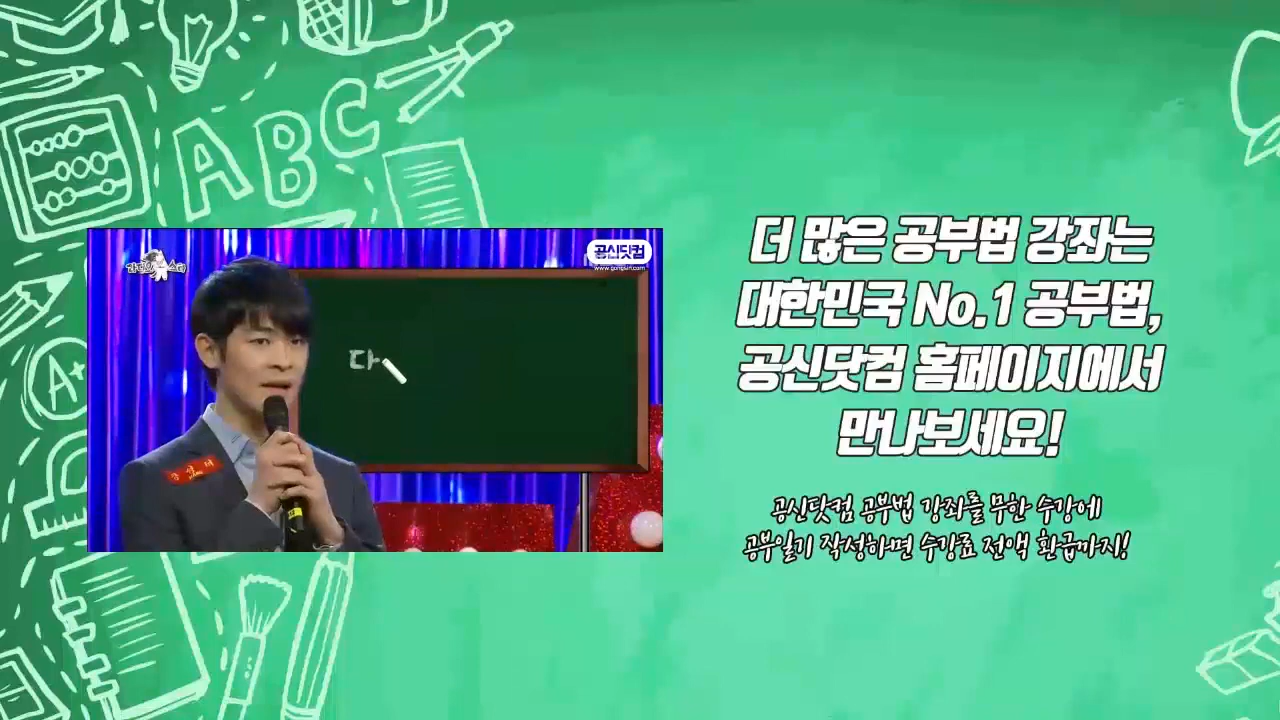 ABC
A+
공신닷컴
www.gongsin.com
다
더 많은 공부법 강좌는
대한민국 No.1 공부법,
공신닷컴 홈페이지에서
만나보세요!
공신닷컴 공부법 강좌를 무한 수강에
공부일기 작성하면 수강료 전액 환급까지!